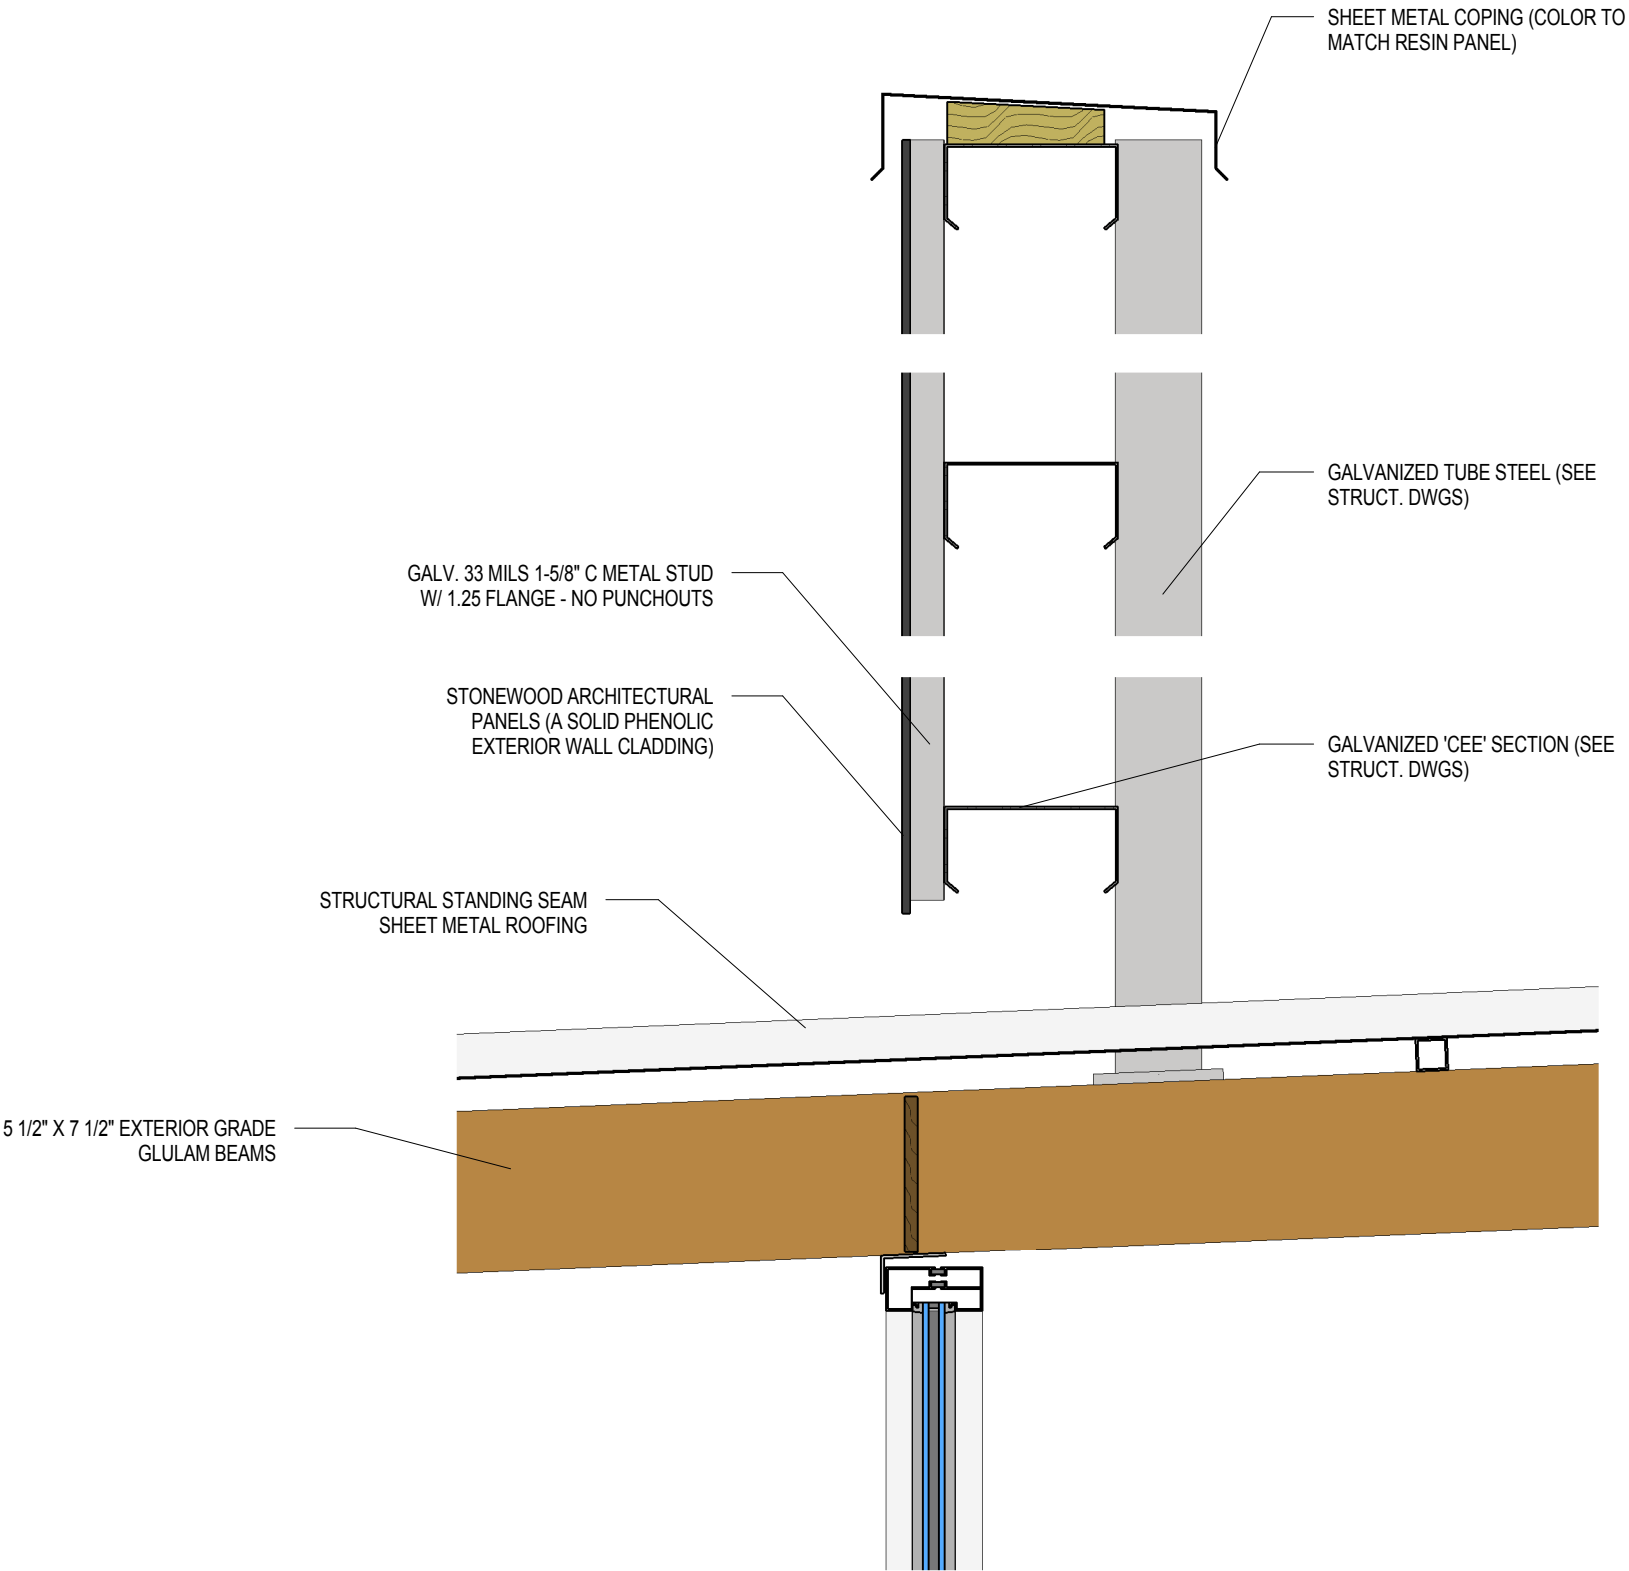 SHEET METAL COPING (COLOR TO
MATCH RESIN PANEL)
GALVANIZED TUBE STEEL (SEE
STRUCT. DWGS)
GALV. 33 MILS 1-5/8" C METAL STUD
W/ 1.25 FLANGE - NO PUNCHOUTS
STONEWOOD ARCHITECTURAL
PANELS (A SOLID PHENOLIC
EXTERIOR WALL CLADDING)
GALVANIZED 'CEE' SECTION (SEE
STRUCT. DWGS)
STRUCTURAL STANDING SEAM
SHEET METAL ROOFING
5 1/2" X 7 1/2" EXTERIOR GRADE
GLULAM BEAMS